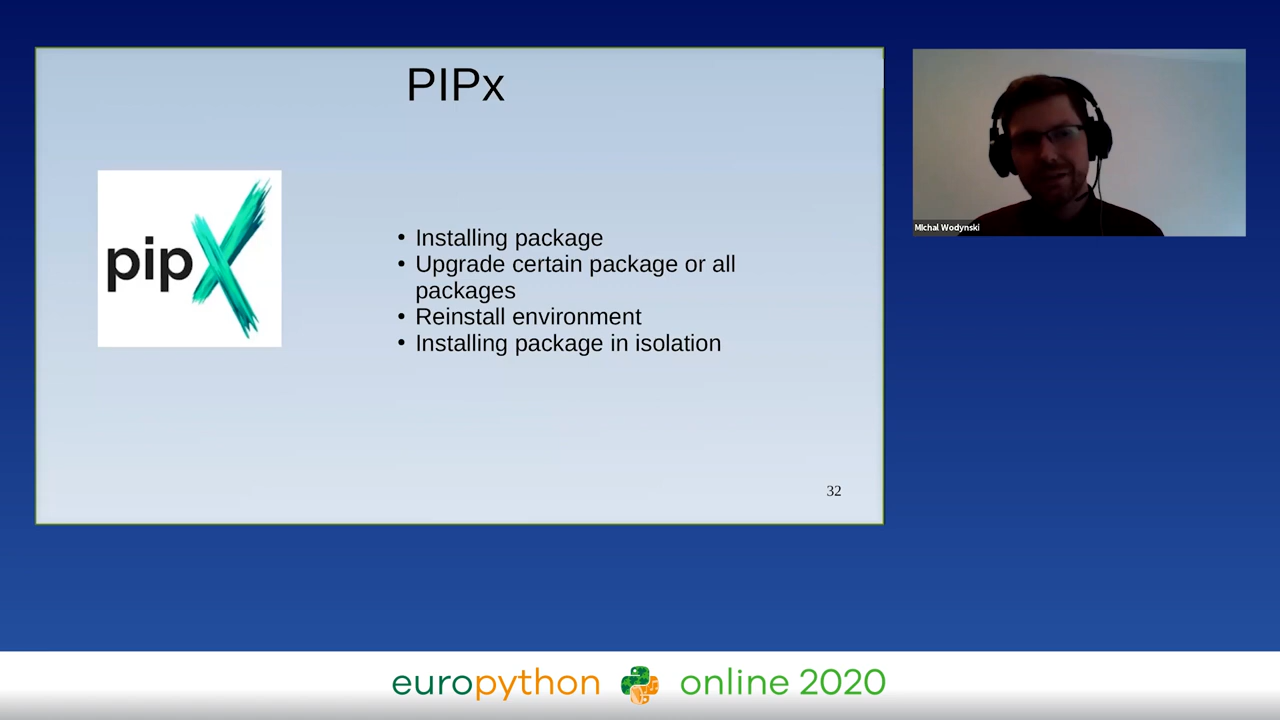 PIPx
pipX
• Installing package
• Upgrade certain package or all
packages
• Reinstall environment
• Installing package in isolation
32
Michal Wodynski
europython online 2020